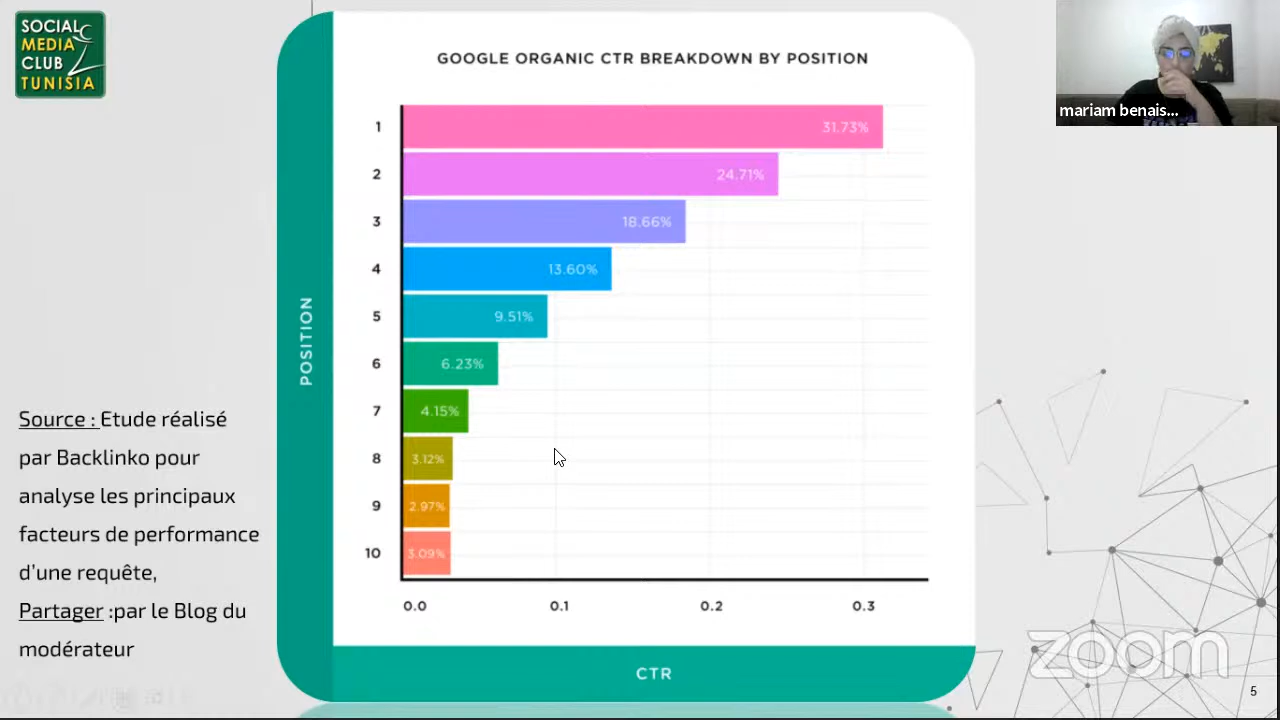 SOCIAL
MEDIA
CLUB
TUNISIA
GOOGLE ORGANIC CTR BREAKDOWN BY POSITION
mariam benais...
POSITION
1
31.73%
2
24.71%
3
18.66%
4
13.60%
5
9.51%
6
6.23%
7
4.15%
8
3.12%
9
2.97%
10
3.09%
0.0 0.1 0.2 0.3
CTR
Source : Etude réalisé
par Backlinko pour
analyse les principaux
facteurs de performance
d'une requête,
Partager :par le Blog du
modérateur
zoom
5